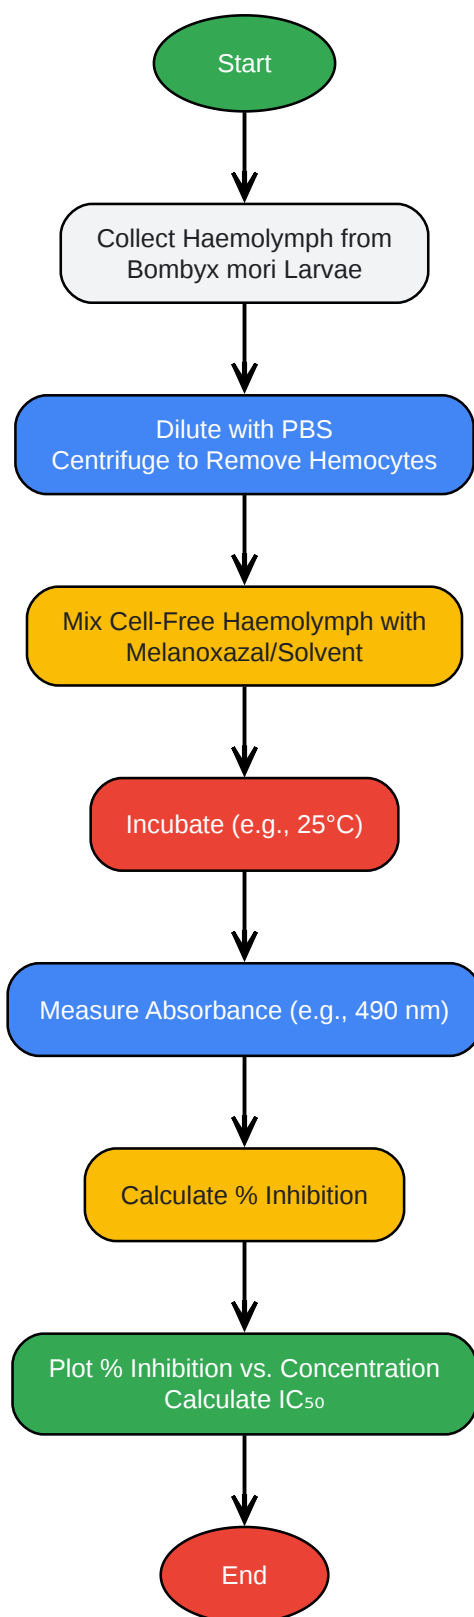 Start
Collect Haemolymph from
Bombyx mori Larvae
Dilute with PBS
Centrifuge to Remove Hemocytes
Mix Cell-Free Haemolymph with
Melanoxazal/Solvent
Incubate (e.g., 25°C)
Measure Absorbance (e.g., 490 nm)
Calculate % Inhibition
Plot % Inhibition vs. Concentration
Calculate IC₅₀
End